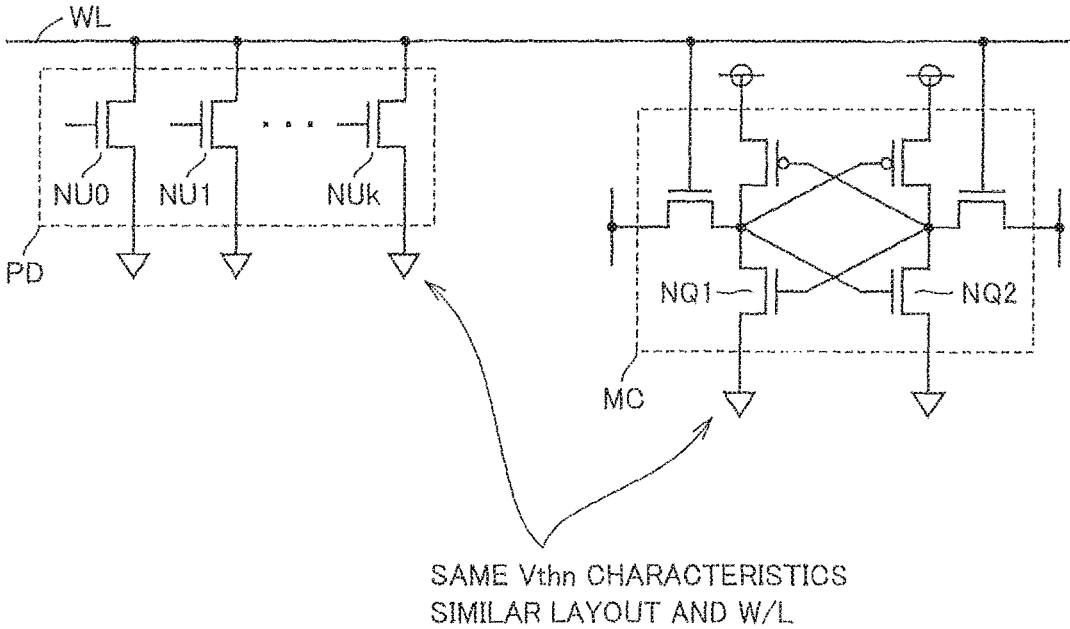 WL
NU0 NU1 NUk
PD
NQ1 NQ2
MC
SAME Vthn CHARACTERISTICS
SIMILAR LAYOUT AND W/L